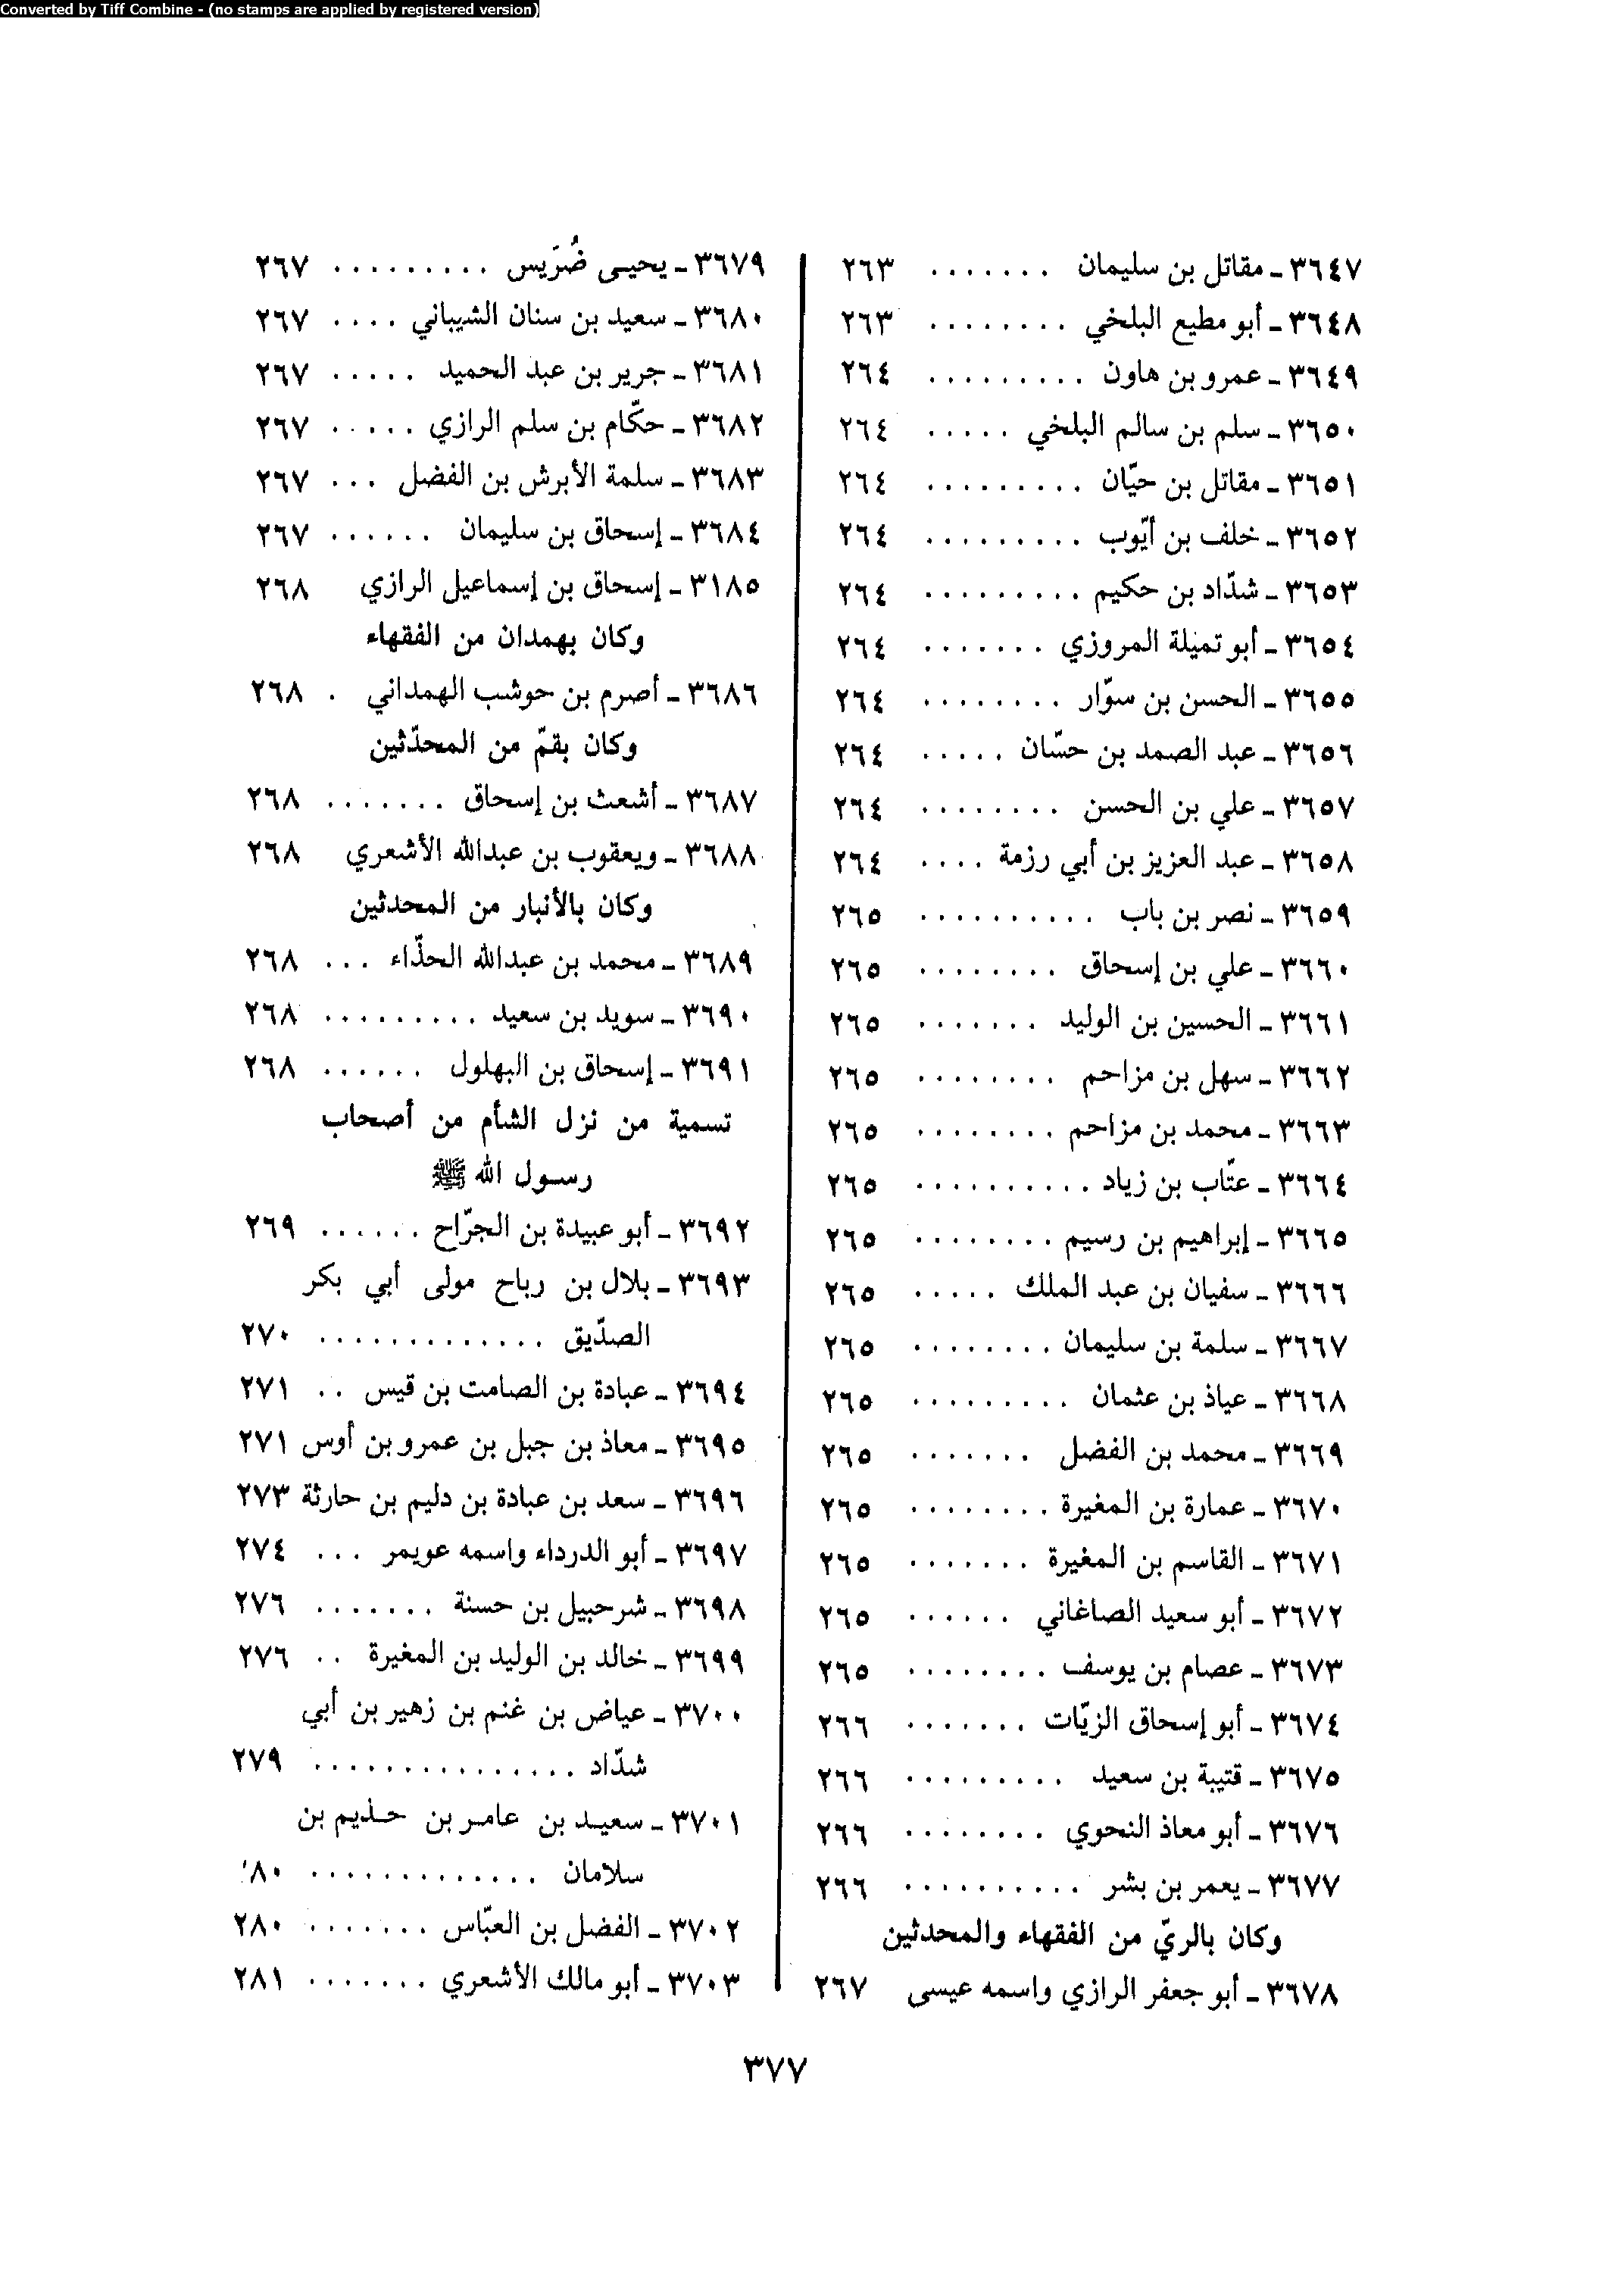 Converted by Tiff Combine - (no stamps are applied by registered version)
٣٦٤٧ - مقاتل بن سليمان ....... ٢٦٣
٣٦٤٨ - أبو مطيع البلخي ........ ٢٦٣
٣٦٤٩ - عمرو بن هاون ......... ٢٦٤
٣٦٥٠ - سلم بن سالم البلخي ..... ٢٦٤
٣٦٥١ - مقاتل بن حيّان ......... ٢٦٤
٣٦٥٢ - خلف بن أيّوب ......... ٢٦٤
٣٦٥٣ - شدّاد بن حكيم ......... ٢٦٤
٣٦٥٤ - أبو تميلة المروزي ....... ٢٦٤
٣٦٥٥ - الحسن بن سوّار ........ ٢٦٤
٣٦٥٦ - عبد الصمد بن حسّان ..... ٢٦٤
٣٦٥٧ - علي بن الحسن ........ ٢٦٤
٣٦٥٨ - عبد العزيز بن أبي رزمة .... ٢٦٤
٣٦٥٩ - نصر بن باب .......... ٢٦٥
٣٦٦٠ - علي بن إسحاق ........ ٢٦٥
٣٦٦١ - الحسين بن الوليد ....... ٢٦٥
٣٦٦٢ - سهل بن مزاحم ........ ٢٦٥
٣٦٦٣ - محمد بن مزاحم ........ ٢٦٥
٣٦٦٤ - عتّاب بن زياد .......... ٢٦٥
٣٦٦٥ - إبراهيم بن رسيم ........ ٢٦٥
٣٦٦٦ - سفيان بن عبد الملك ..... ٢٦٥
٣٦٦٧ - سلمة بن سليمان ........ ٢٦٥
٣٦٦٨ - عياذ بن عثمان ......... ٢٦٥
٣٦٦٩ - محمد بن الفضل ....... ٢٦٥
٣٦٧٠ - عمارة بن المغيرة ........ ٢٦٥
٣٦٧١ - القاسم بن المغيرة ....... ٢٦٥
٣٦٧٢ - أبو سعيد الصاغاني ...... ٢٦٥
٣٦٧٣ - عصام بن يوسف ........ ٢٦٥
٣٦٧٤ - أبو إسحاق الزيّات ....... ٢٦٦
٣٦٧٥ - قتيبة بن سعيد ......... ٢٦٦
٣٦٧٦ - أبو معاذ النحوي ........ ٢٦٦
٣٦٧٧ - يعمر بن بشر .......... ٢٦٦
وكان بالريّ من الفقهاء والمحدثين
٣٦٧٨ - أبو جعفر الرازي واسمه عيسى ٢٦٧
٣٦٧٩ - يحيى ضُرَيس ......... ٢٦٧
٣٦٨٠ - سعيد بن سنان الشيباني .... ٢٦٧
٣٦٨١ - جرير بن عبد الحميد ..... ٢٦٧
٣٦٨٢ - حكّام بن سلم الرازي ..... ٢٦٧
٣٦٨٣ - سلمة الأبرش بن الفضل ... ٢٦٧
٣٦٨٤ - إسحاق بن سليمان ...... ٢٦٧
٣١٨٥ - إسحاق بن إسماعيل الرازي ٢٦٨
وكان بهمدان من الفقهاء
٣٦٨٦ - أصرم بن حوشب الهمداني . ٢٦٨
وكان بقمّ من المحدّثين
٣٦٨٧ - أشعث بن إسحاق ....... ٢٦٨
٣٦٨٨ - ويعقوب بن عبدالله الأشعري ٢٦٨
وكان بالأنبار من المحدثين
٣٦٨٩ - محمد بن عبدالله الحذّاء ... ٢٦٨
٣٦٩٠ - سويد بن سعيد ......... ٢٦٨
٣٦٩١ - إسحاق بن البهلول ...... ٢٦٨
تسمية من نزل الشأم من أصحاب
رسول الله ﷺ
٣٦٩٢ - أبو عبيدة بن الجرّاح ...... ٢٦٩
٣٦٩٣ - بلال بن رباح مولى أبي بكر
الصدّيق ............. ٢٧٠
٣٦٩٤ - عبادة بن الصامت بن قيس .. ٢٧١
٣٦٩٥ - معاذ بن جبل بن عمرو بن أوس ٢٧١
٣٦٩٦ - سعد بن عبادة بن دليم بن حارثة ٢٧٣
٣٦٩٧ - أبو الدرداء واسمه عويمر ... ٢٧٤
٣٦٩٨ - شرحبيل بن حسنة ....... ٢٧٦
٣٦٩٩ - خالد بن الوليد بن المغيرة .. ٢٧٦
٣٧٠٠ - عياض بن غنم بن زهير بن أبي
شدّاد .............. ٢٧٩
٣٧٠١ - سعيد بن عامر بن حذيم بن
سلامان ............. ٨٠
٣٧٠٢ - الفضل بن العبّاس ....... ٢٨٠
٣٧٠٣ - أبو مالك الأشعري ....... ٢٨١
٣٧٧